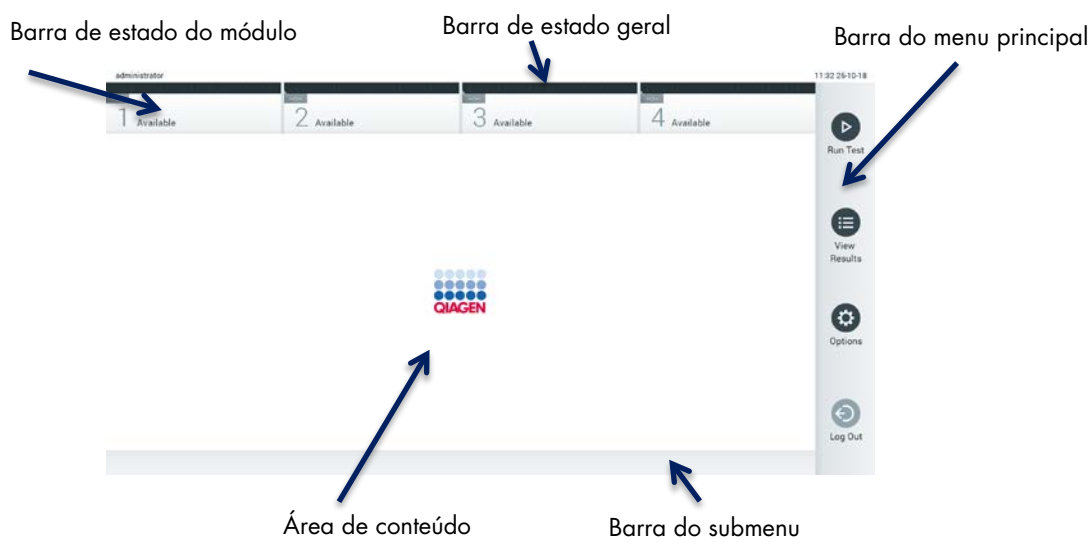 Barra de estado do módulo
Barra de estado geral
Barra do menu principal
administrator
11:32 26-10-18
1 Available
2 Available
3 Available
4 Available
Run Test
View
Results
Options
Log Out
QIAGEN
Área de conteúdo
Barra do submenu